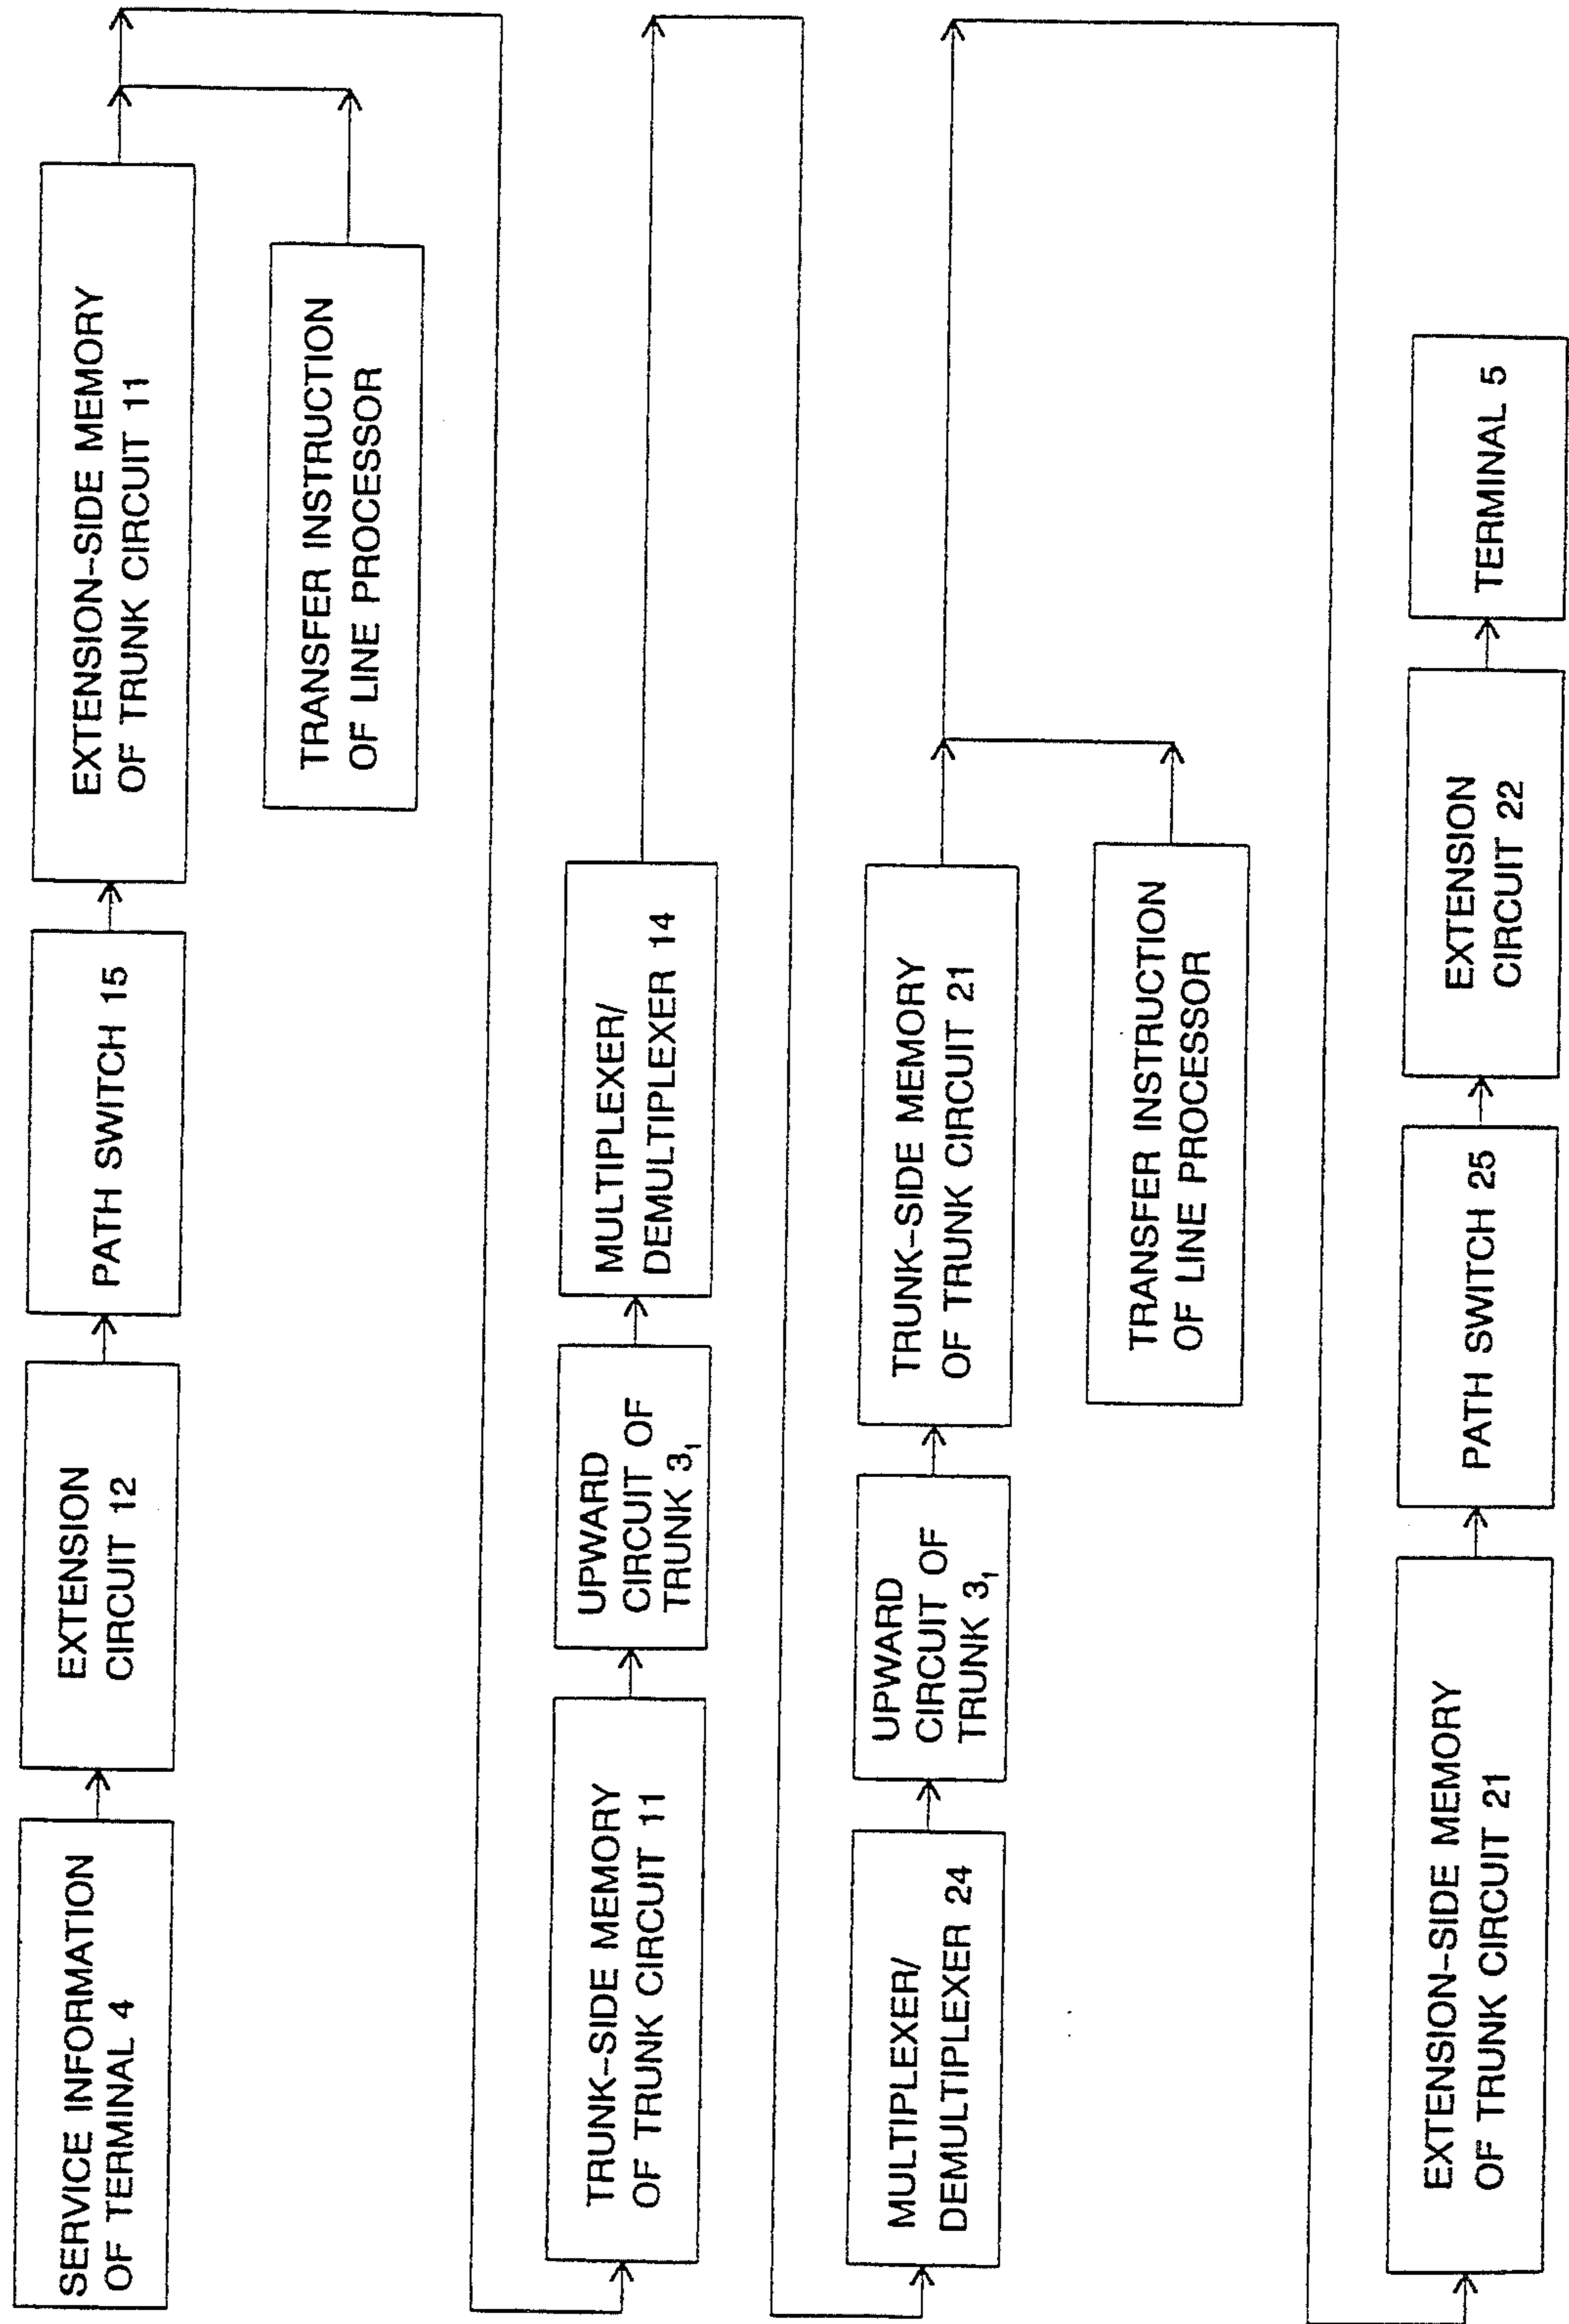 SERVICE INFORMATION
OF TERMINAL 4
EXTENSION
CIRCUIT 12
PATH SWITCH 15
EXTENSION-SIDE MEMORY
OF TRUNK CIRCUIT 11
TRANSFER INSTRUCTION
OF LINE PROCESSOR
TRUNK-SIDE MEMORY
OF TRUNK CIRCUIT 11
UPWARD
CIRCUIT OF
TRUNK 3₁
MULTIPLEXER/
DEMULTIPLEXER 14
MULTIPLEXER/
DEMULTIPLEXER 24
UPWARD
CIRCUIT OF
TRUNK 3₁
TRUNK-SIDE MEMORY
OF TRUNK CIRCUIT 21
TRANSFER INSTRUCTION
OF LINE PROCESSOR
EXTENSION-SIDE MEMORY
OF TRUNK CIRCUIT 21
PATH SWITCH 25
EXTENSION
CIRCUIT 22
TERMINAL 5